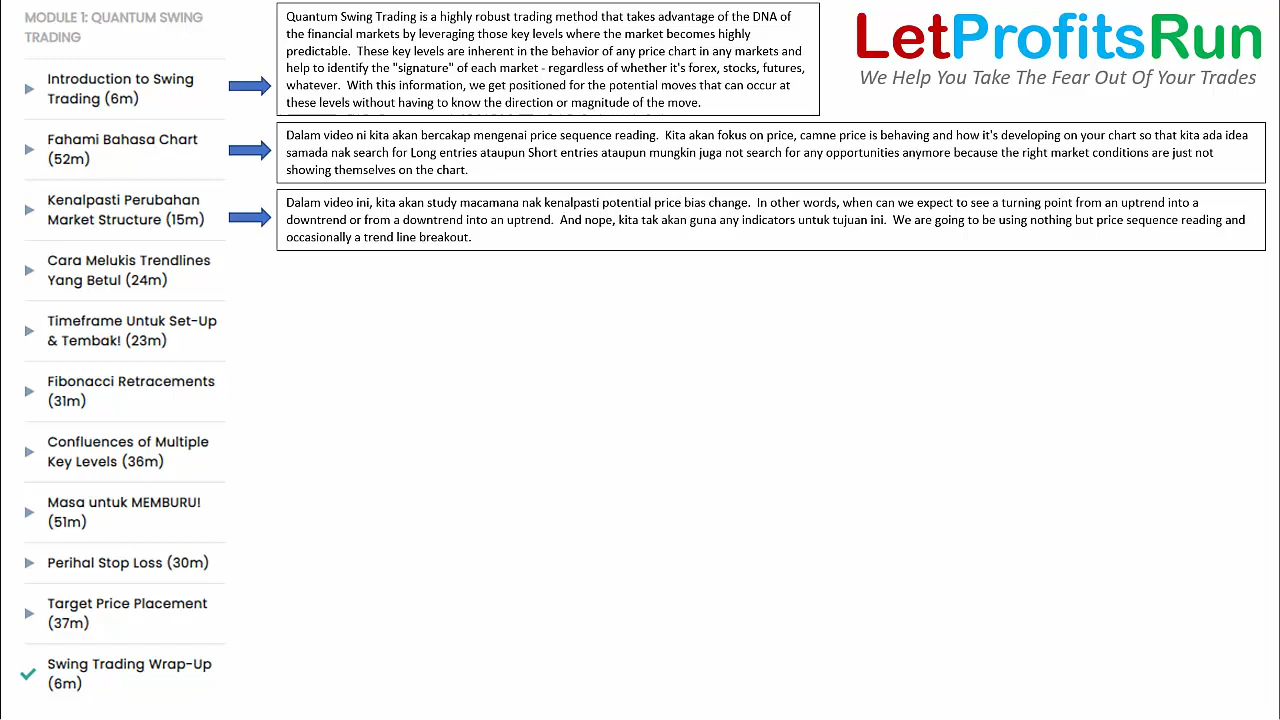 MODULE 1: QUANTUM SWING
TRADING
Introduction to Swing
Trading (6m)
Fahami Bahasa Chart
(52m)
Kenalpasti Perubahan
Market Structure (15m)
Cara Melukis Trendlines
Yang Betul (24m)
Timeframe Untuk Set-Up
& Tembak! (23m)
Fibonacci Retracements
(31m)
Confluences of Multiple
Key Levels (36m)
Masa untuk MEMBURU!
(51m)
Perihal Stop Loss (30m)
Target Price Placement
(37m)
Swing Trading Wrap-Up
(6m)
Quantum Swing Trading is a highly robust trading method that takes advantage of the DNA of
the financial markets by leveraging those key levels where the market becomes highly
predictable. These key levels are inherent in the behavior of any price chart in any markets and
help to identify the "signature" of each market - regardless of whether it's forex, stocks, futures,
whatever. With this information, we get positioned for the potential moves that can occur at
these levels without having to know the direction or magnitude of the move.
Dalam video ni kita akan bercakap mengenai price sequence reading. Kita akan fokus on price, camne price is behaving and how it's developing on your chart so that kita ada idea
samada nak search for Long entries ataupun Short entries ataupun mungkin juga not search for any opportunities anymore because the right market conditions are just not
showing themselves on the chart.
Dalam video ini, kita akan study macamana nak kenalpasti potential price bias change. In other words, when can we expect to see a turning point from an uptrend into a
downtrend or from a downtrend into an uptrend. And nope, kita tak akan guna any indicators untuk tujuan ini. We are going to be using nothing but price sequence reading and
occasionally a trend line breakout.
LetProfitsRun
We Help You Take The Fear Out Of Your Trades